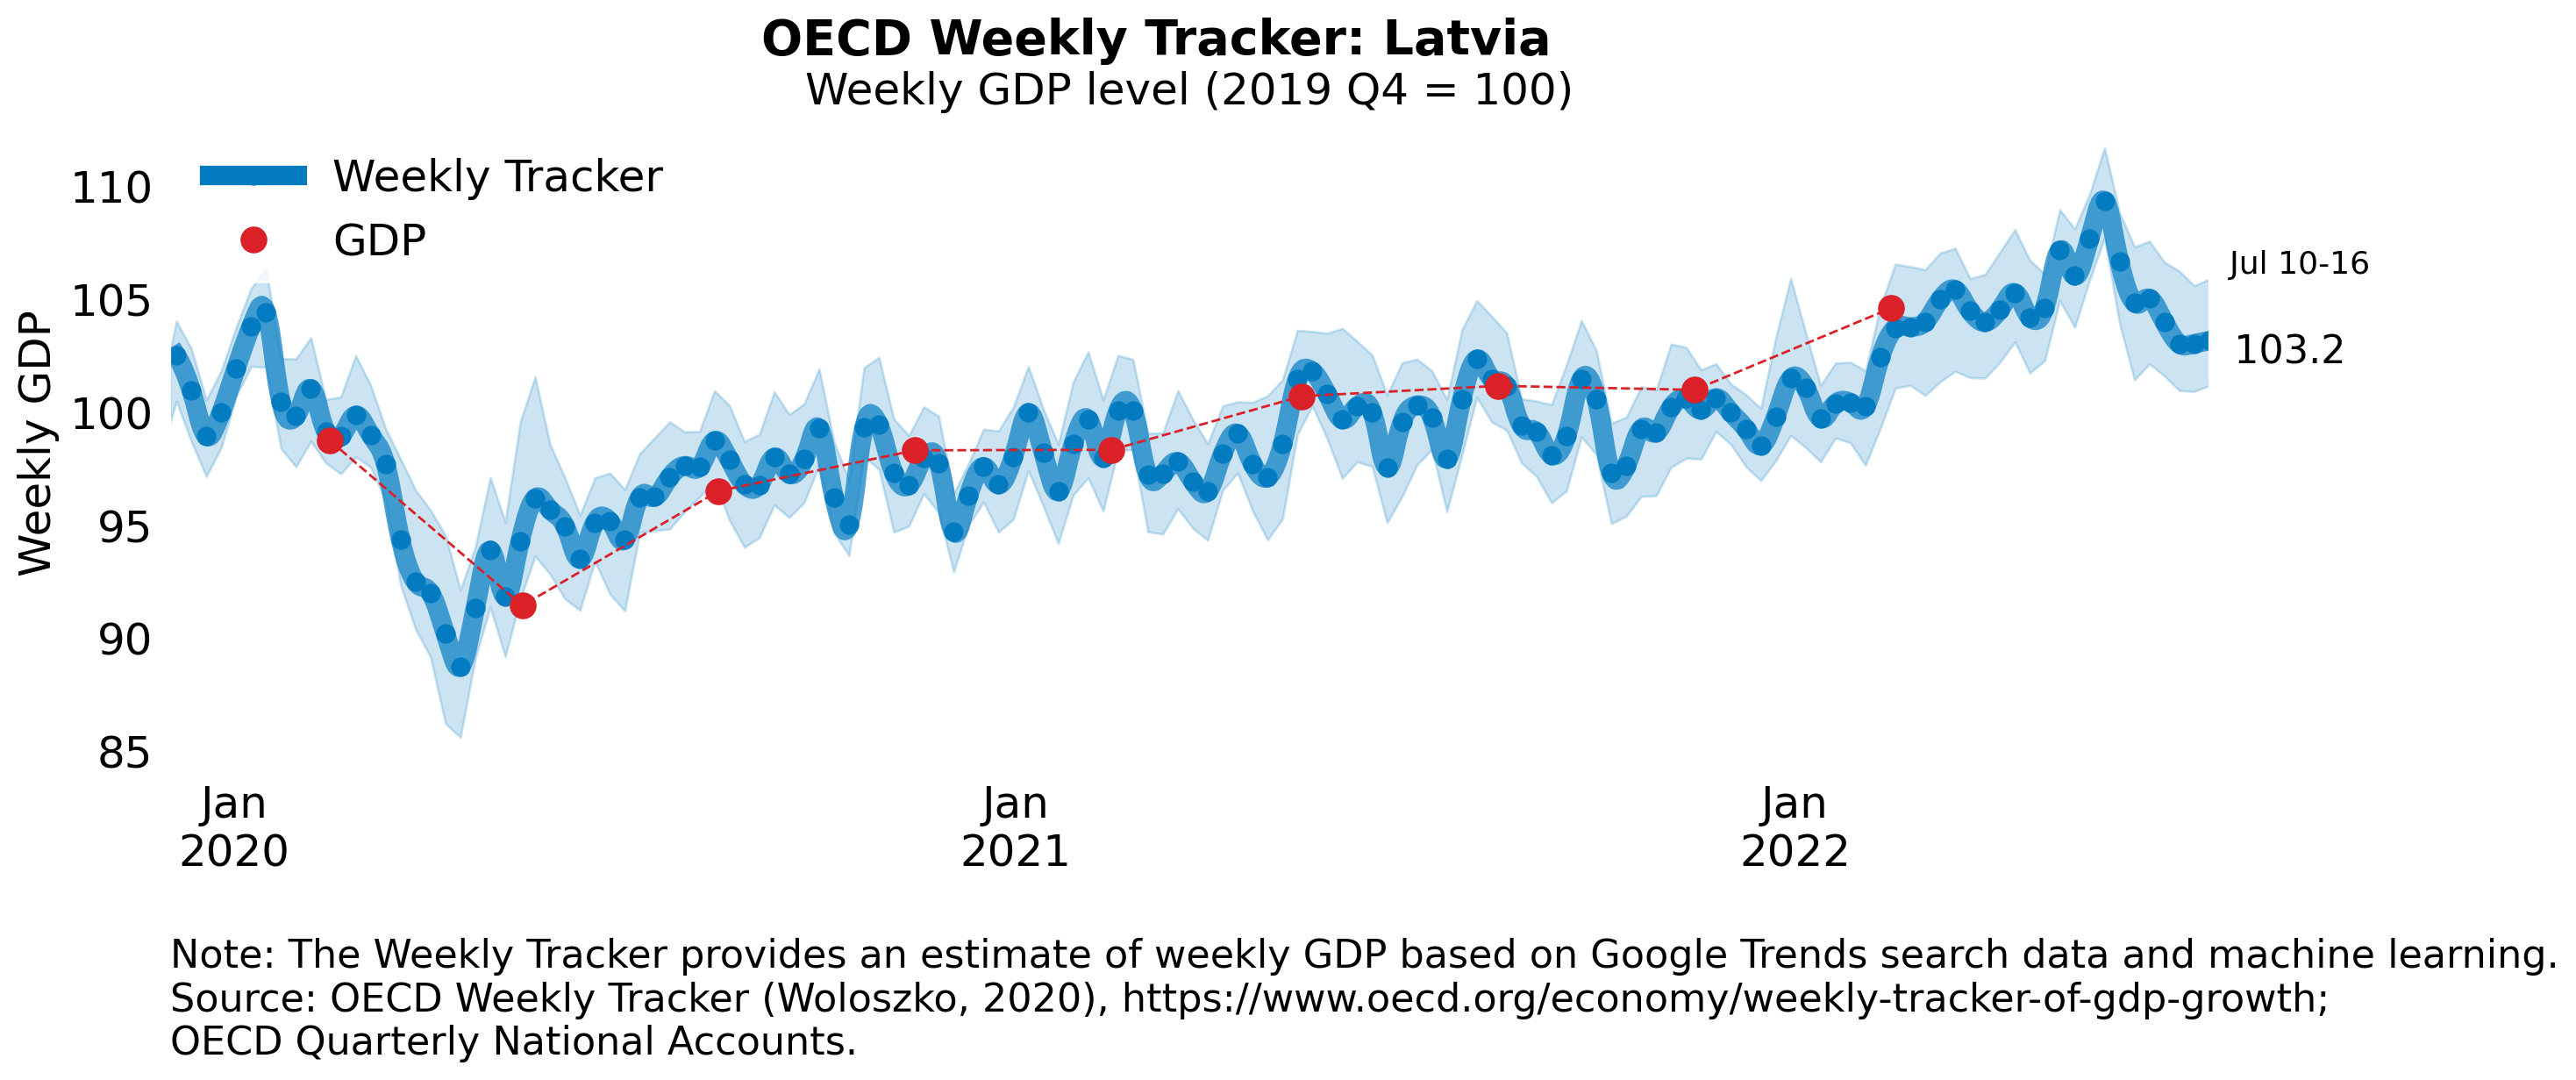 OECD Weekly Tracker: Latvia
Weekly GDP level (2019 Q4 = 100)
Weekly Tracker
GDP
Weekly GDP
110
105
100
95
90
85
Jul 10-16
103.2
Jan
2020
Jan
2021
Jan
2022
Note: The Weekly Tracker provides an estimate of weekly GDP based on Google Trends search data and machine learning.
Source: OECD Weekly Tracker (Woloszko, 2020), https://www.oecd.org/economy/weekly-tracker-of-gdp-growth;
OECD Quarterly National Accounts.